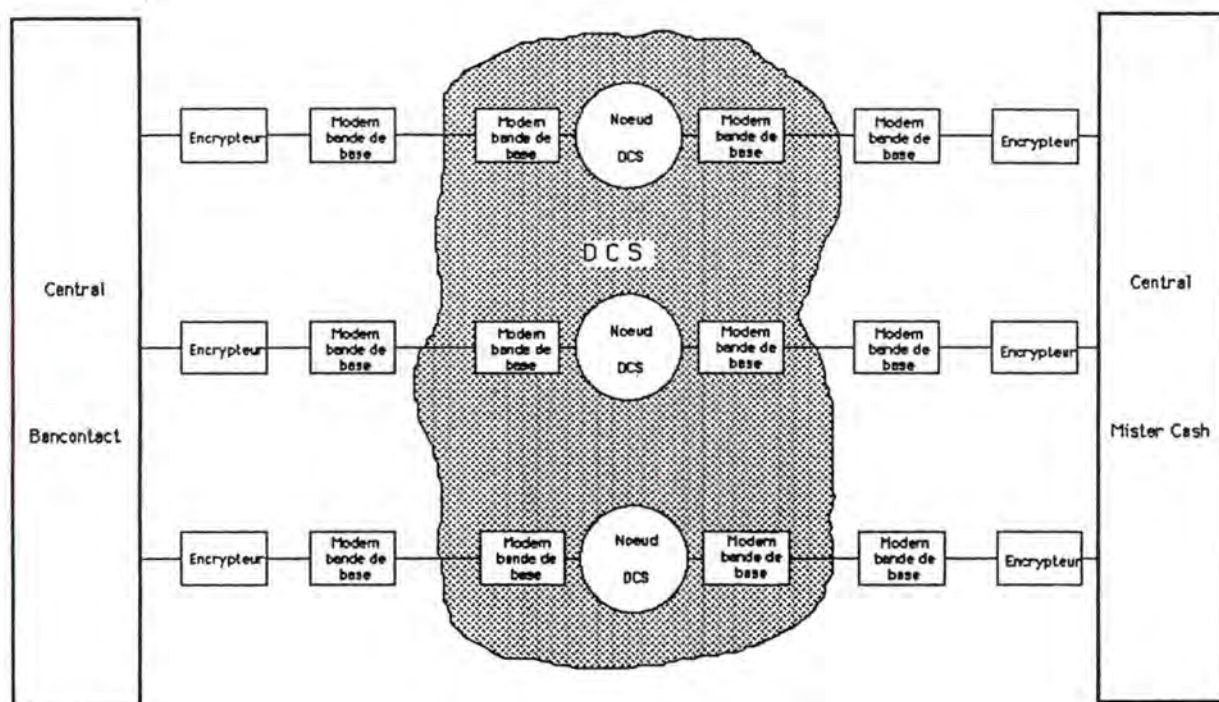 Encrypteur
Modem
bande de
base
Modem
bande de
base
Noeud
DCS
Modem
bande de
base
Modem
bande de
base
Encrypteur
DCS
Central
Bancontact
Central
Mister Cash
Encrypteur
Modem
bande de
base
Modem
bande de
base
Noeud
DCS
Modem
bande de
base
Modem
bande de
base
Encrypteur
Encrypteur
Modem
bande de
base
Modem
bande de
base
Noeud
DCS
Modem
bande de
base
Modem
bande de
base
Encrypteur